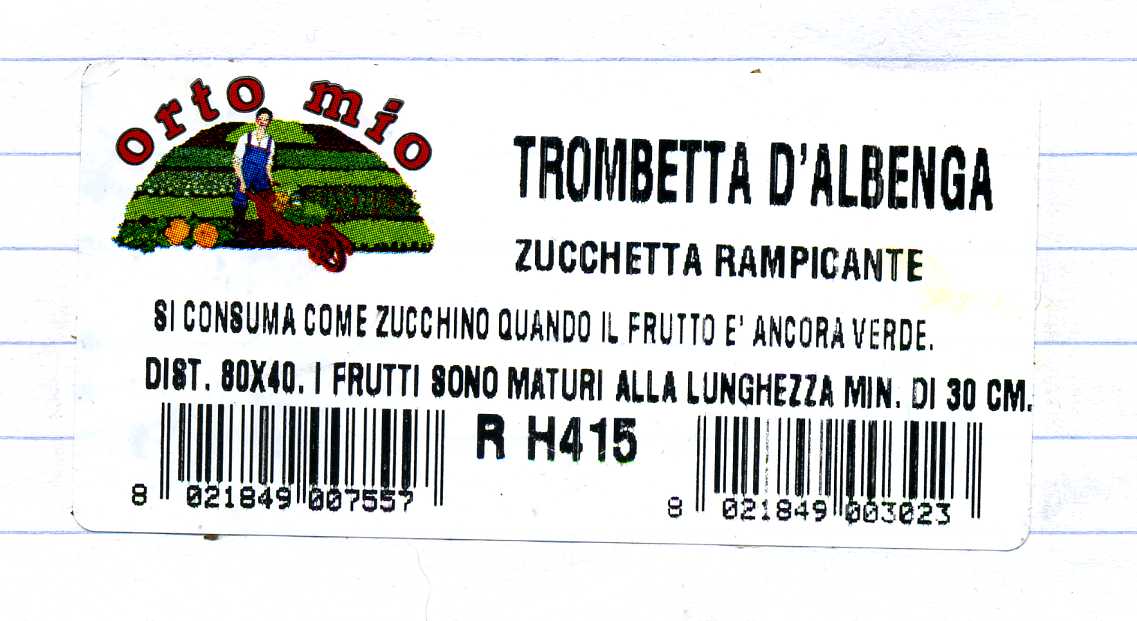 orto mio
TROMBETTA D'ALBENGA
ZUCCHETTA RAMPICANTE
SI CONSUMA COME ZUCCHINO QUANDO IL FRUTTO E' ANCORA VERDE.
DIST. 80X40. I FRUTTI SONO MATURI ALLA LUNGHEZZA MIN. DI 30 CM.
R H415
8 021849 007557
8 021849 003023